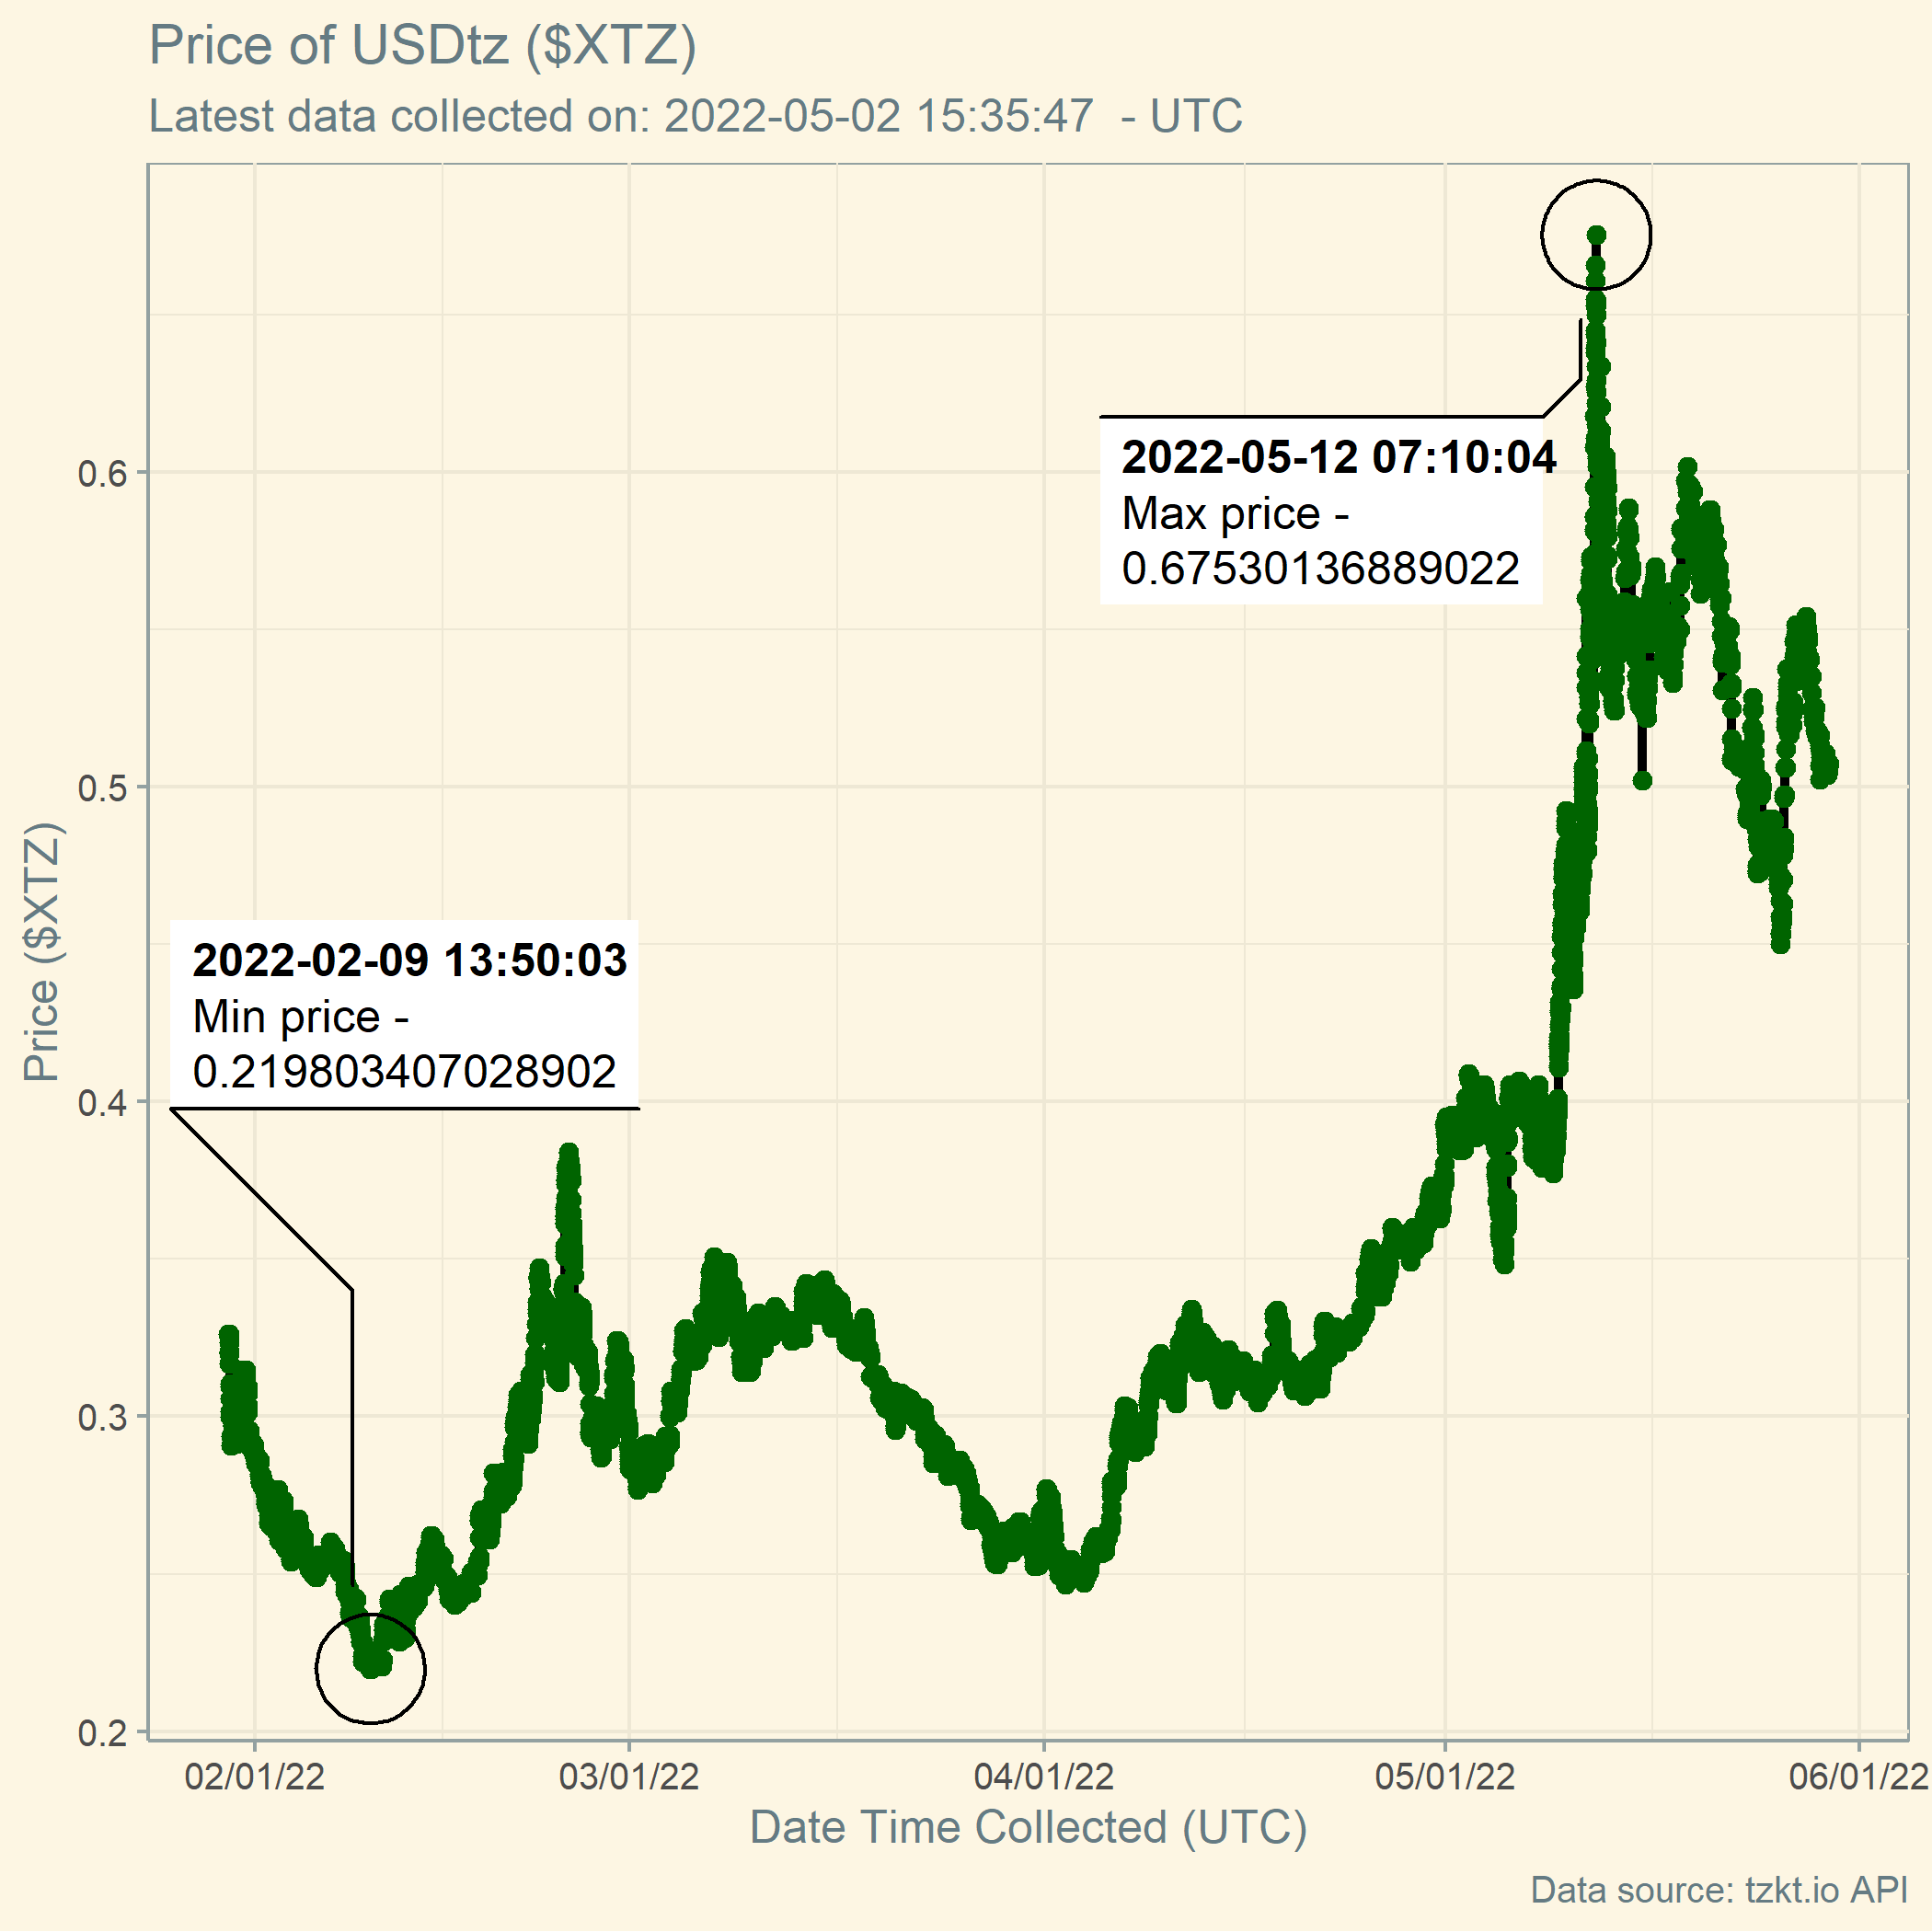 Price of USDtz ($XTZ)
Latest data collected on: 2022-05-02 15:35:47  - UTC
Price ($XTZ)
0.6
0.5
0.4
0.3
0.2
2022-05-12 07:10:04
Max price -
0.67530136889022
2022-02-09 13:50:03
Min price -
0.219803407028902
02/01/22
03/01/22
04/01/22
05/01/22
06/01/22
Date Time Collected (UTC)
Data source: tzkt.io API